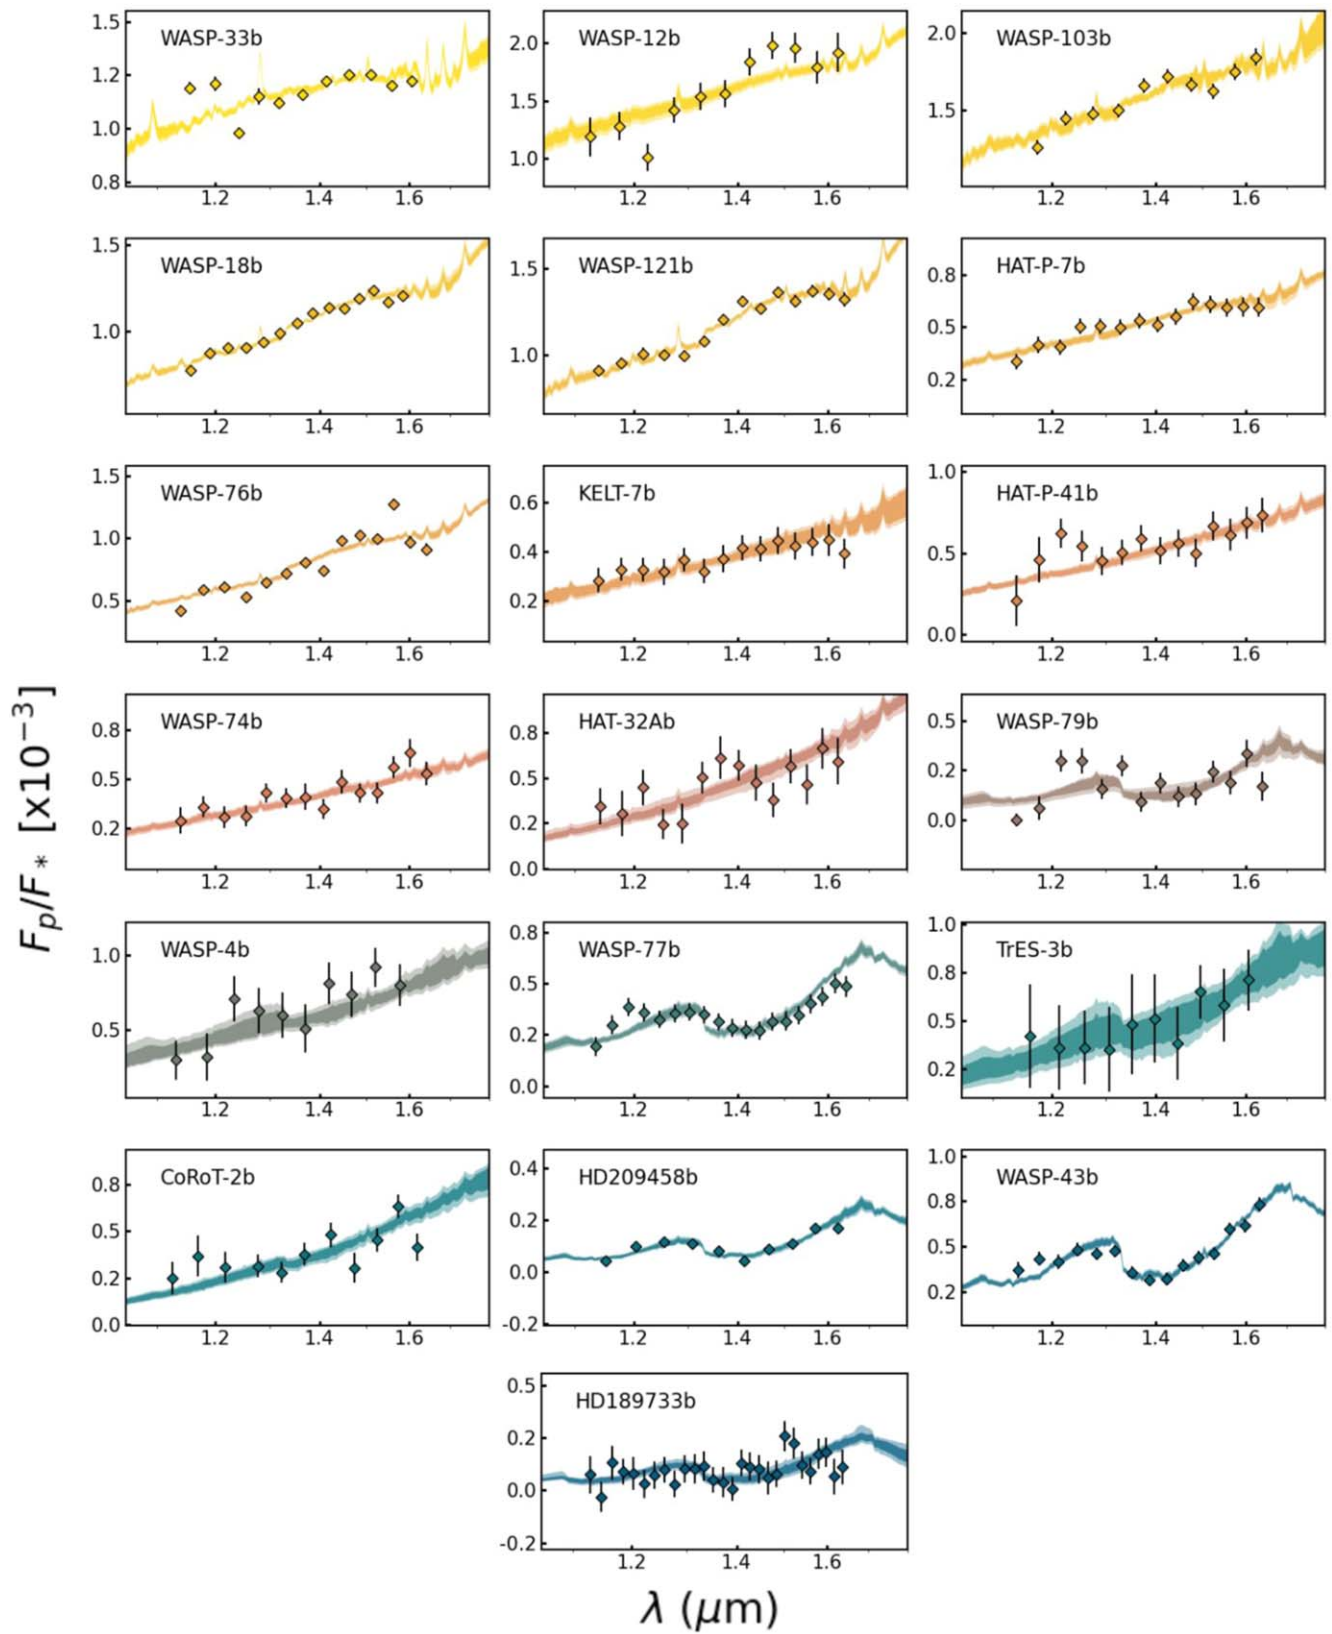 WASP-33b
1.5
1.2
1.0
0.8
1.2 1.4 1.6
WASP-12b
2.0
1.5
1.0
1.2 1.4 1.6
WASP-103b
2.0
1.5
1.2 1.4 1.6
WASP-18b
1.5
1.0
1.2 1.4 1.6
WASP-121b
1.5
1.0
1.2 1.4 1.6
HAT-P-7b
0.8
0.5
0.2
1.2 1.4 1.6
WASP-76b
1.5
1.0
0.5
1.2 1.4 1.6
KELT-7b
0.6
0.4
0.2
1.2 1.4 1.6
HAT-P-41b
1.0
0.5
0.0
1.2 1.4 1.6
WASP-74b
0.8
0.5
0.2
1.2 1.4 1.6
HAT-32Ab
0.8
0.5
0.2
0.0
1.2 1.4 1.6
WASP-79b
0.5
0.2
0.0
1.2 1.4 1.6
WASP-4b
1.0
0.5
1.2 1.4 1.6
WASP-77b
0.8
0.5
0.2
0.0
1.2 1.4 1.6
TrES-3b
1.0
0.8
0.5
0.2
1.2 1.4 1.6
CoRoT-2b
0.8
0.5
0.2
0.0
1.2 1.4 1.6
HD209458b
0.4
0.2
0.0
-0.2
1.2 1.4 1.6
WASP-43b
1.0
0.8
0.5
0.2
1.2 1.4 1.6
HD189733b
0.5
0.2
0.0
-0.2
1.2 1.4 1.6
Fp/F* [x10⁻³]
λ (μm)